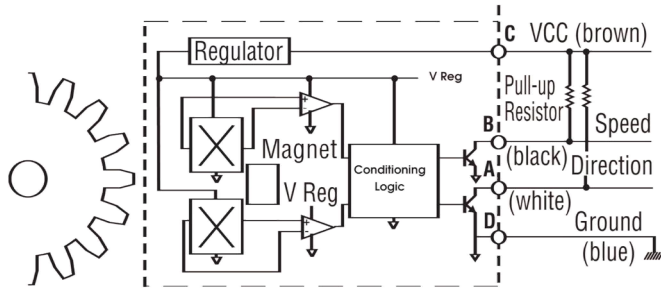 C VCC (brown)
Regulator
V Reg
Pull-up
Resistor
B
Speed
Magnet
(black)
Direction
A
Conditioning
Logic
V Reg
(white)
D
Ground
(blue)
+
-
+
-